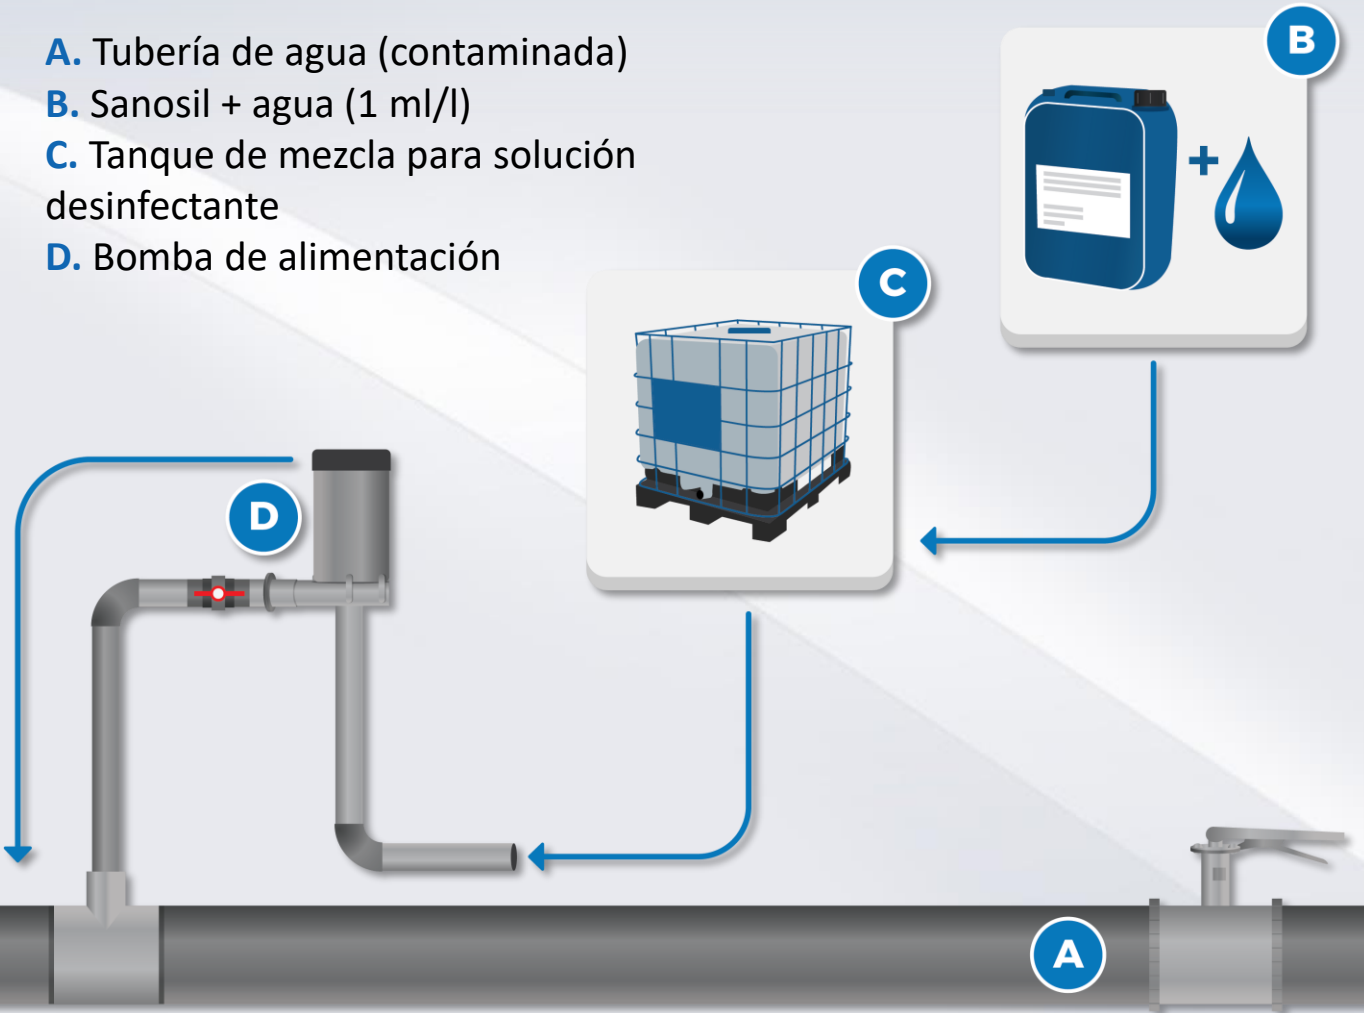 A. Tubería de agua (contaminada)
B. Sanosil + agua (1 ml/l)
C. Tanque de mezcla para solución
desinfectante
D. Bomba de alimentación
B
+
C
D
A